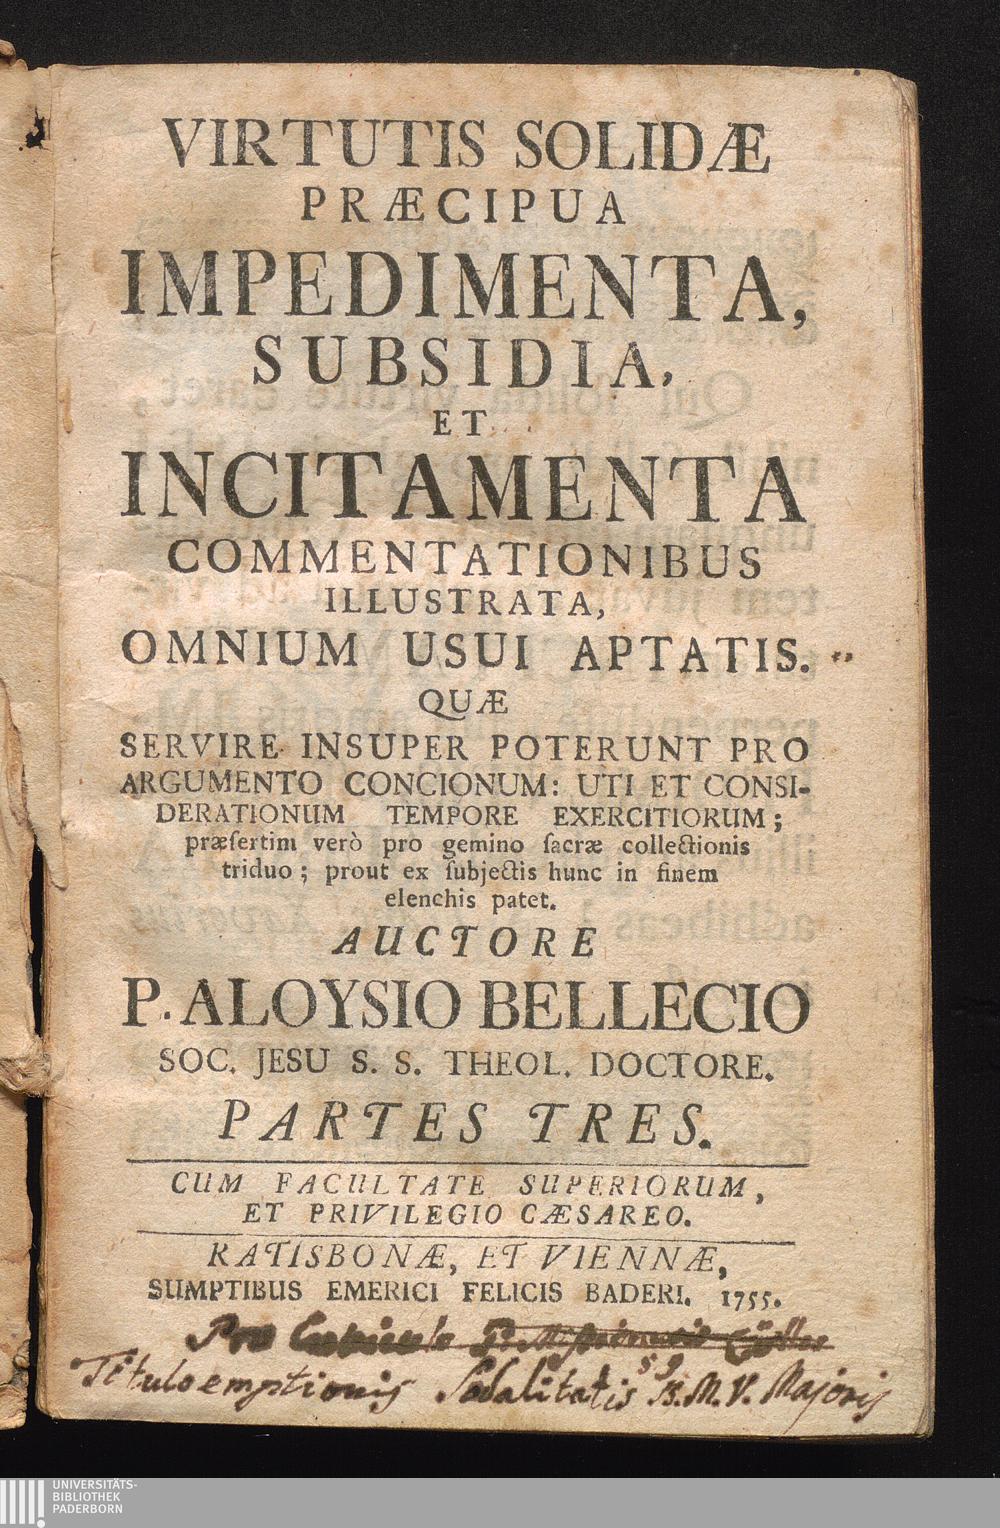 VIRTUTIS SOLIDÆ
PRÆCIPUA
IMPEDIMENTA,
SUBSIDIA,
ET
INCITAMENTA
COMMENTATIONIBUS
ILLUSTRATA,
OMNIUM USUI APTATIS.
QUÆ
SERVIRE INSUPER POTERUNT PRO
ARGUMENTO CONCIONUM: UTI ET CONSI-
DERATIONUM TEMPORE EXERCITIORUM;
præſertim verò pro gemino ſacræ collectionis
triduo; prout ex ſubjectis hunc in finem
elenchis patet.
AUCTORE
P. ALOYSIO BELLECIO
SOC. JESU S. S. THEOL. DOCTORE.
PARTES TRES.
CUM FACULTATE SUPERIORUM,
ET PRIVILEGIO CÆSAREO.
RATISBONÆ, ET VIENNÆ,
SUMPTIBUS EMERICI FELICIS BADERI. 1755.
Pro Cubiculo P.
Titulo emptionis Sodalitatis B. M. V. Majoris
UNIVERSITÄTS-
BIBLIOTHEK
PADERBORN